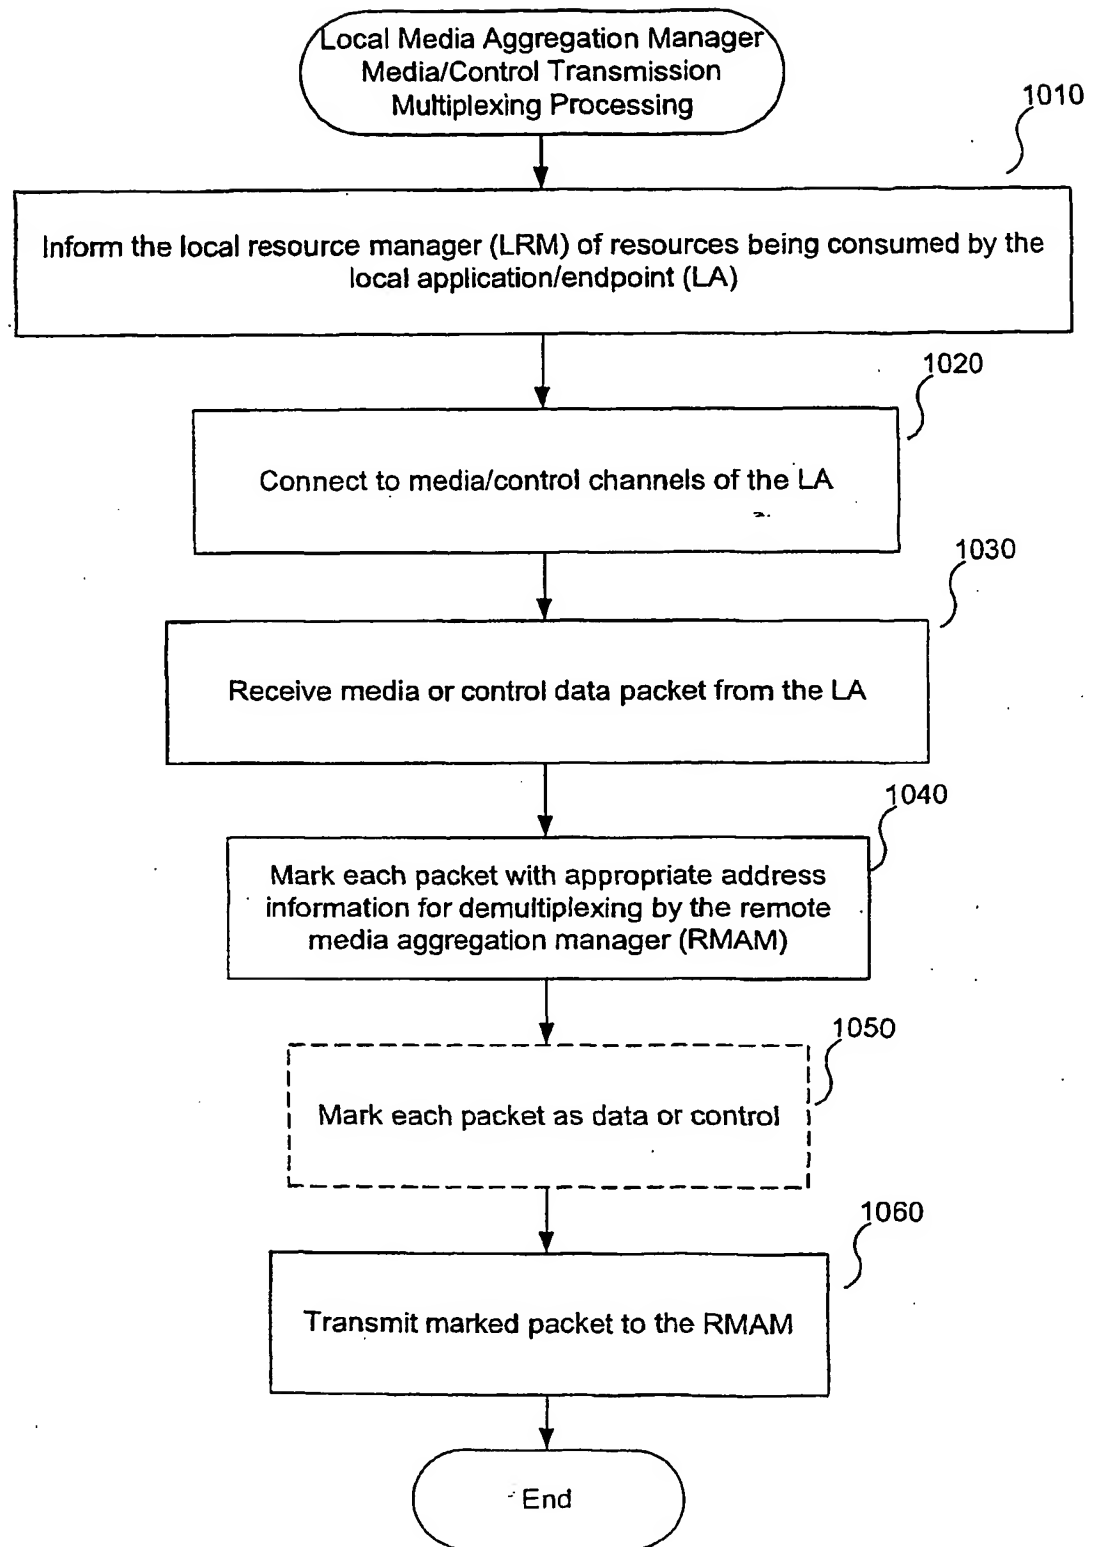 Local Media Aggregation Manager
Media/Control Transmission
Multiplexing Processing
1010
Inform the local resource manager (LRM) of resources being consumed by the
local application/endpoint (LA)
1020
Connect to media/control channels of the LA
1030
Receive media or control data packet from the LA
1040
Mark each packet with appropriate address
information for demultiplexing by the remote
media aggregation manager (RMAM)
1050
Mark each packet as data or control
1060
Transmit marked packet to the RMAM
End